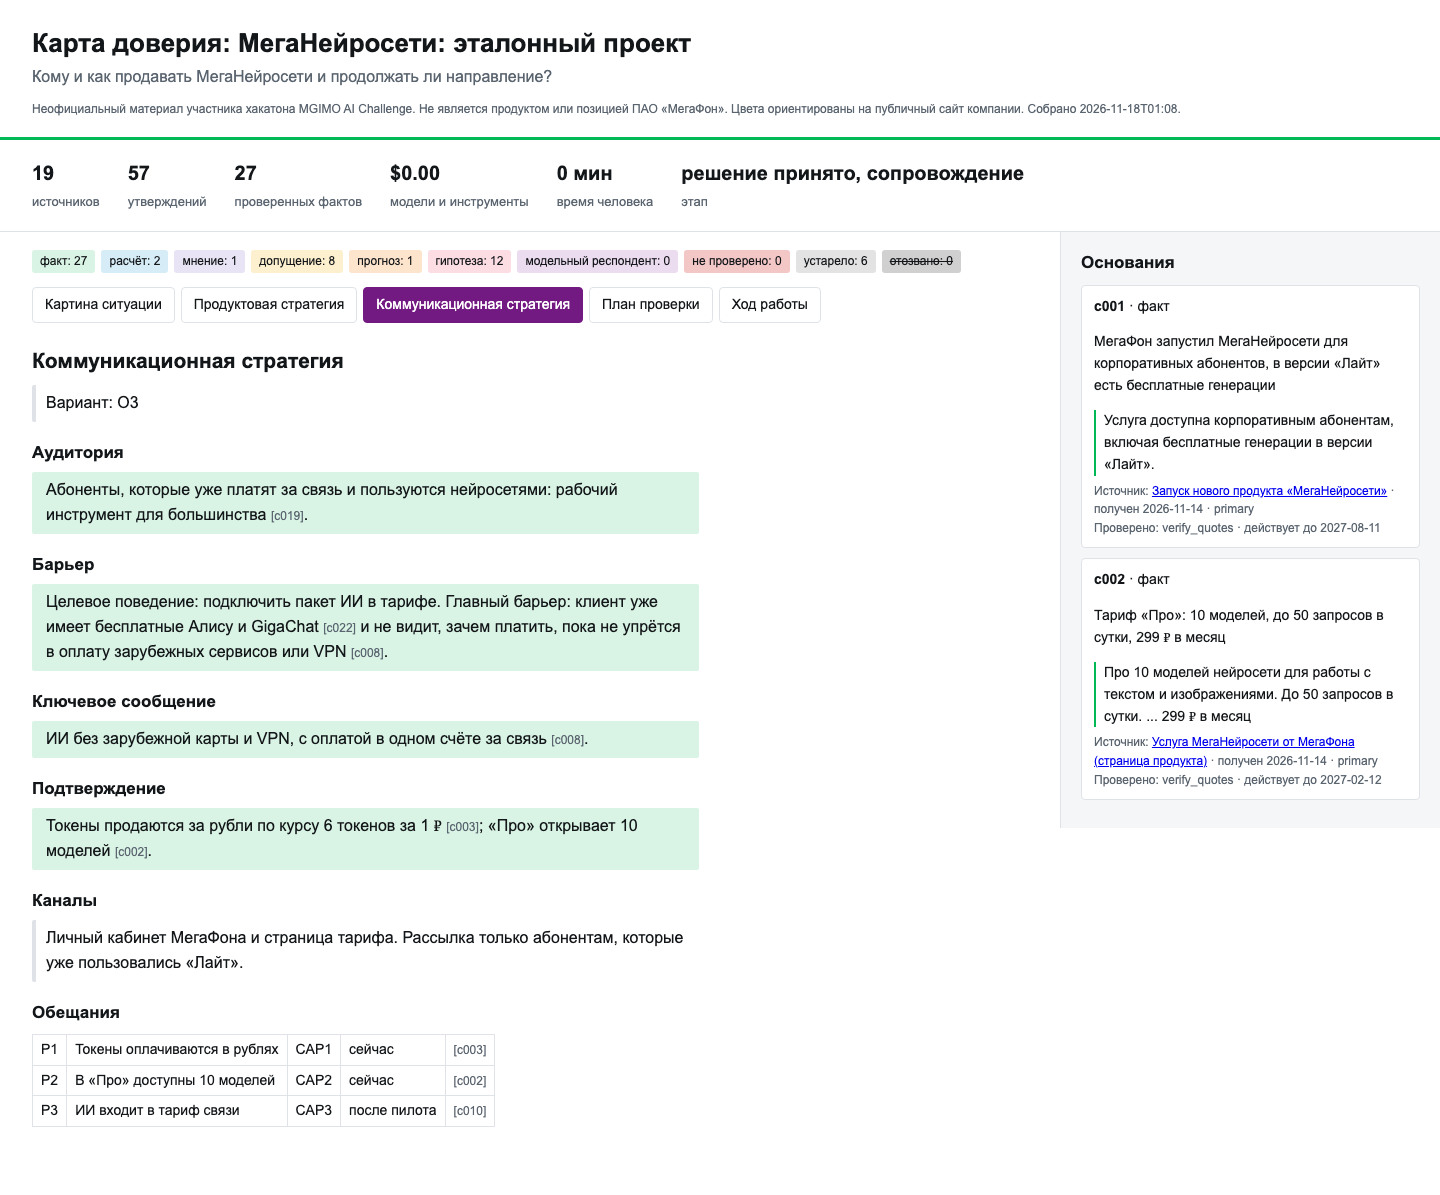 Карта доверия: МегаНейросети: эталонный проект
Кому и как продавать МегаНейросети и продолжать ли направление?
Неофициальный материал участника хакатона MGIMO AI Challenge. Не является продуктом или позицией ПАО «МегаФон». Цвета ориентированы на публичный сайт компании. Собрано 2026-11-18T01:08.
19
источников
57
утверждений
27
проверенных фактов
$0.00
модели и инструменты
0 мин
время человека
решение принято, сопровождение
этап
факт: 27
расчёт: 2
мнение: 1
допущение: 8
прогноз: 1
гипотеза: 12
модельный респондент: 0
не проверено: 0
устарело: 6
отозвано: 0
Картина ситуации
Продуктовая стратегия
Коммуникационная стратегия
План проверки
Ход работы
Коммуникационная стратегия
Вариант: О3
Аудитория
Абоненты, которые уже платят за связь и пользуются нейросетями: рабочий
инструмент для большинства [c019].
Барьер
Целевое поведение: подключить пакет ИИ в тарифе. Главный барьер: клиент уже
имеет бесплатные Алису и GigaChat [c022] и не видит, зачем платить, пока не упрётся
в оплату зарубежных сервисов или VPN [c008].
Ключевое сообщение
ИИ без зарубежной карты и VPN, с оплатой в одном счёте за связь [c008].
Подтверждение
Токены продаются за рубли по курсу 6 токенов за 1 ₽ [c003]; «Про» открывает 10
моделей [c002].
Каналы
Личный кабинет МегаФона и страница тарифа. Рассылка только абонентам, которые
уже пользовались «Лайт».
Обещания
P1 Токены оплачиваются в рублях CAP1 сейчас [c003]
P2 В «Про» доступны 10 моделей CAP2 сейчас [c002]
P3 ИИ входит в тариф связи CAP3 после пилота [c010]
Основания
c001 · факт
МегаФон запустил МегаНейросети для
корпоративных абонентов, в версии «Лайт»
есть бесплатные генерации
Услуга доступна корпоративным абонентам,
включая бесплатные генерации в версии
«Лайт».
Источник: Запуск нового продукта «МегаНейросети» ·
получен 2026-11-14 · primary
Проверено: verify_quotes · действует до 2027-08-11
c002 · факт
Тариф «Про»: 10 моделей, до 50 запросов в
сутки, 299 ₽ в месяц
Про 10 моделей нейросети для работы с
текстом и изображениями. До 50 запросов в
сутки. ... 299 ₽ в месяц
Источник: Услуга МегаНейросети от МегаФона
(страница продукта) · получен 2026-11-14 · primary
Проверено: verify_quotes · действует до 2027-02-12